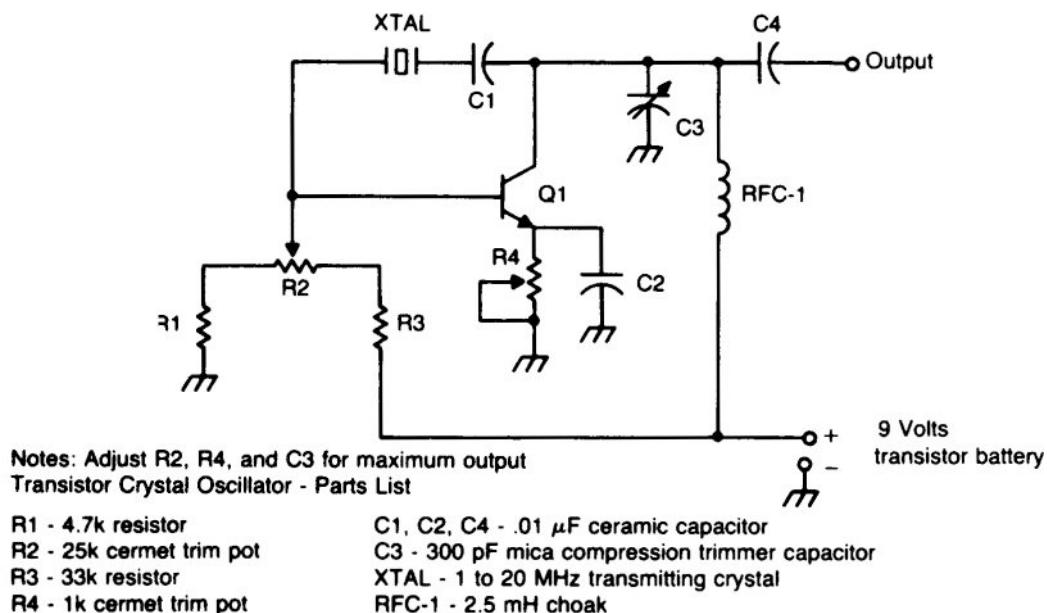 XTAL
C4
C1
Output
C3
Q1
RFC-1
R4
R2
C2
R1
R3
+
9 Volts
−
transistor battery
Notes: Adjust R2, R4, and C3 for maximum output
Transistor Crystal Oscillator - Parts List
R1 - 4.7k resistor
R2 - 25k cermet trim pot
R3 - 33k resistor
R4 - 1k cermet trim pot
C1, C2, C4 - .01 μF ceramic capacitor
C3 - 300 pF mica compression trimmer capacitor
XTAL - 1 to 20 MHz transmitting crystal
RFC-1 - 2.5 mH choak